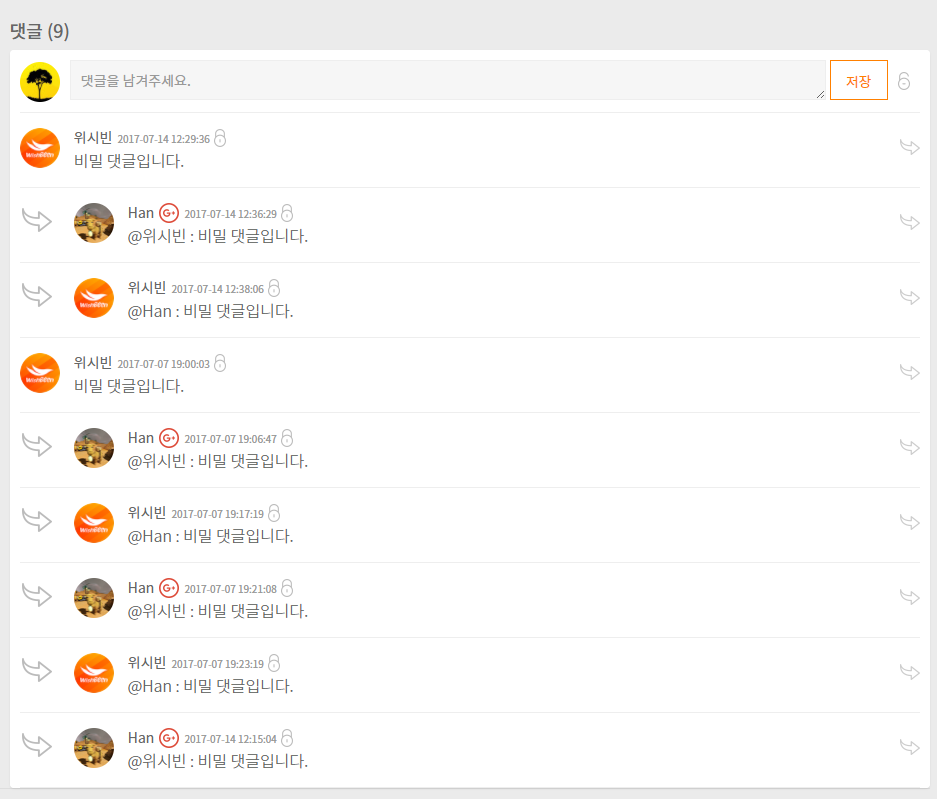 댓글 (9)
댓글을 남겨주세요.
저장
위시빈 2017-07-14 12:29:36
비밀 댓글입니다.
Han G+ 2017-07-14 12:36:29
@위시빈 : 비밀 댓글입니다.
위시빈 2017-07-14 12:38:06
@Han : 비밀 댓글입니다.
위시빈 2017-07-07 19:00:03
비밀 댓글입니다.
Han G+ 2017-07-07 19:06:47
@위시빈 : 비밀 댓글입니다.
위시빈 2017-07-07 19:17:19
@Han : 비밀 댓글입니다.
Han G+ 2017-07-07 19:21:08
@위시빈 : 비밀 댓글입니다.
위시빈 2017-07-07 19:23:19
@Han : 비밀 댓글입니다.
Han G+ 2017-07-14 12:15:04
@위시빈 : 비밀 댓글입니다.